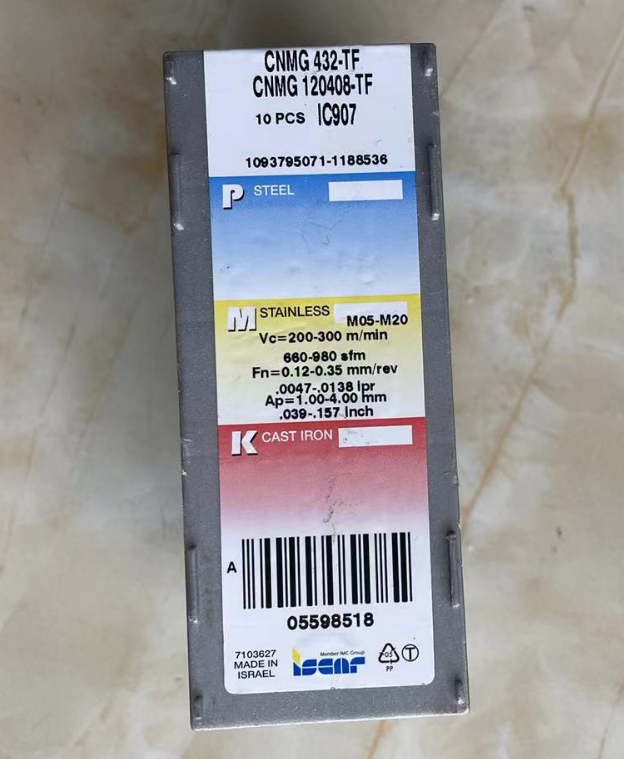 CNMG 432-TF
CNMG 120408-TF
10 PCS IC907
1093795071-1188536
P STEEL
M STAINLESS
M05-M20
Vc=200-300 m/min
660-980 sfm
Fn=0.12-0.35 mm/rev
.0047-.0138 ipr
Ap=1.00-4.00 mm
.039-.157 Inch
K CAST IRON
A
05598518
7103627
MADE IN
ISRAEL
Member IMC Group
iscar
05
PP
T